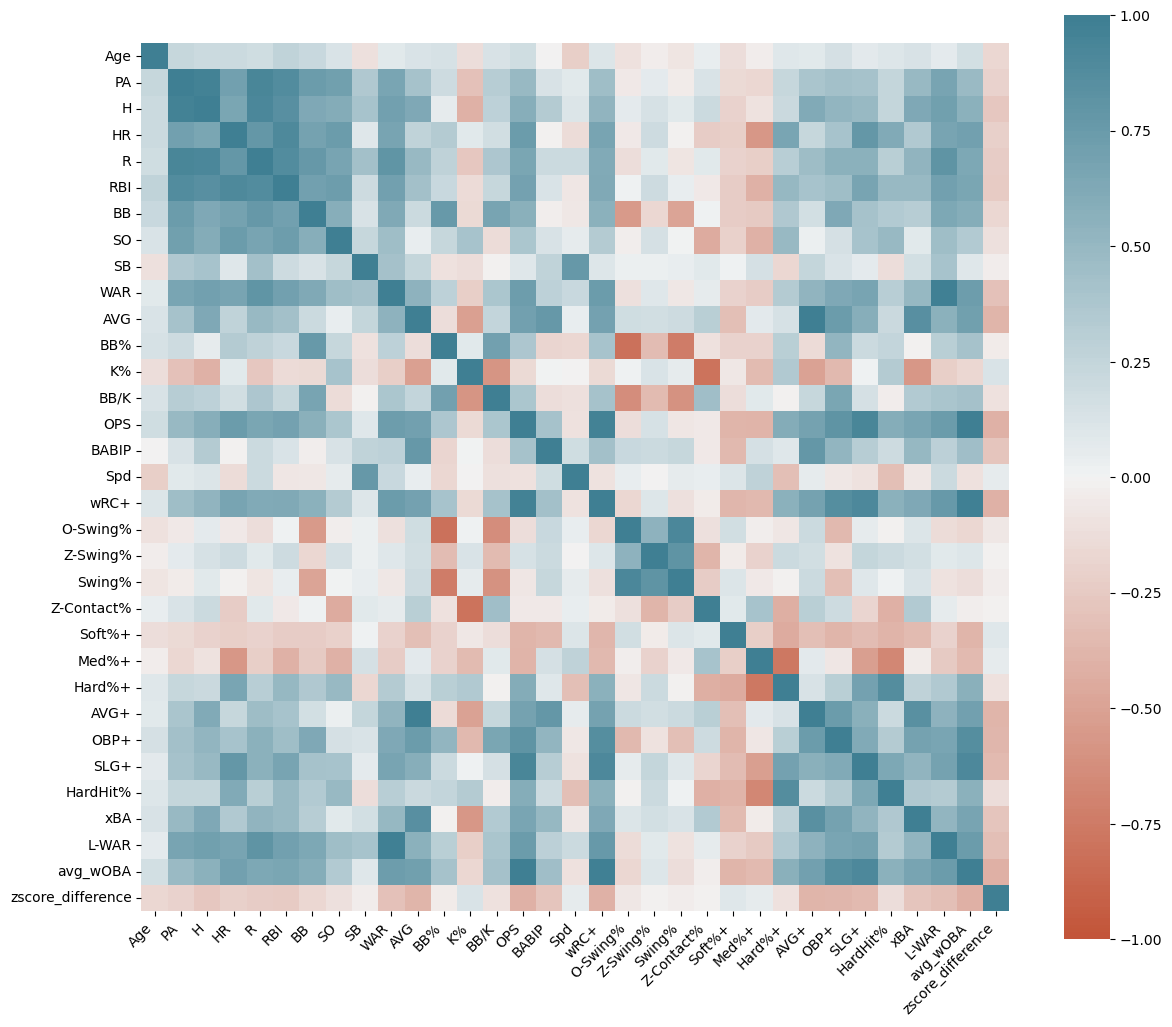 Age
PA
H
HR
R
RBI
BB
SO
SB
WAR
AVG
BB%
K%
BB/K
OPS
BABIP
Spd
wRC+
O-Swing%
Z-Swing%
Swing%
Z-Contact%
Soft%+
Med%+
Hard%+
AVG+
OBP+
SLG+
HardHit%
xBA
L-WAR
avg_wOBA
zscore_difference
Age
PA
H
HR
R
RBI
BB
SO
SB
WAR
AVG
BB%
K%
BB/K
OPS
BABIP
Spd
wRC+
O-Swing%
Z-Swing%
Swing%
Z-Contact%
Soft%+
Med%+
Hard%+
AVG+
OBP+
SLG+
HardHit%
xBA
L-WAR
avg_wOBA
zscore_difference
1.00
0.75
0.50
0.25
0.00
−0.25
−0.50
−0.75
−1.00